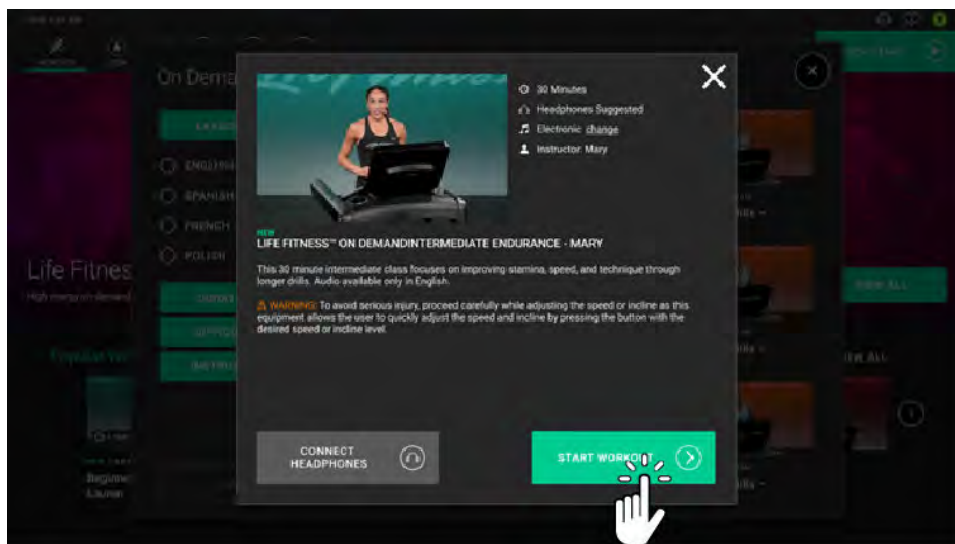 On Dema
30 Minutes
Headphones Suggested
Electronic change
Instructor: Mary
ENGLISH
SPANISH
FRENCH
POLISH
NEW
LIFE FITNESS™ ON DEMANDINTERMEDIATE ENDURANCE - MARY
This 30 minute intermediate class focuses on improving stamina, speed, and technique through
longer drills. Audio available only in English.
WARNING: To avoid serious injury, proceed carefully while adjusting the speed or incline as this
equipment allows the user to quickly adjust the speed and incline by pressing the button with the
desired speed or incline level.
Life Fitnes
VIEW ALL
CONNECT
HEADPHONES
START WORKOUT